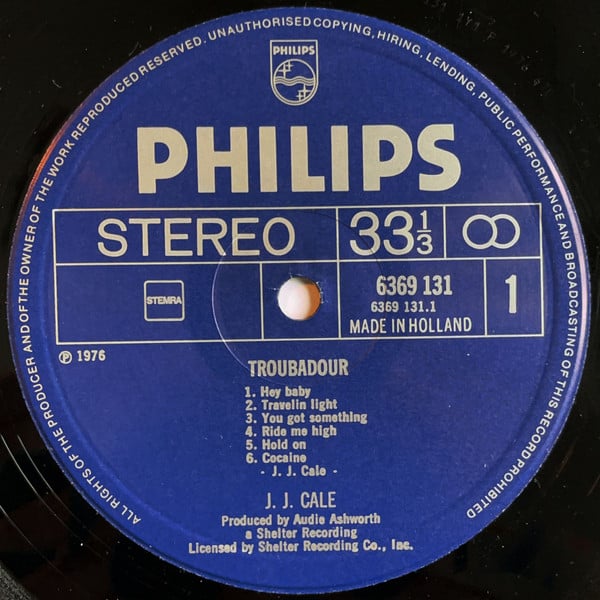 ALL RIGHTS OF THE PRODUCER AND OF THE OWNER OF THE WORK REPRODUCED RESERVED. UNAUTHORISED COPYING, HIRING, LENDING, PUBLIC PERFORMANCE AND BROADCASTING OF THIS RECORD PROHIBITED
PHILIPS
PHILIPS
STEREO 33 1/3
STEMRA
6369 131
6369 131.1
MADE IN HOLLAND
1
Ⓟ 1976
TROUBADOUR
1. Hey baby
2. Travelin light
3. You got something
4. Ride me high
5. Hold on
6. Cocaine
- J. J. Cale -
J. J. CALE
Produced by Audie Ashworth
a Shelter Recording
Licensed by Shelter Recording Co., Inc.